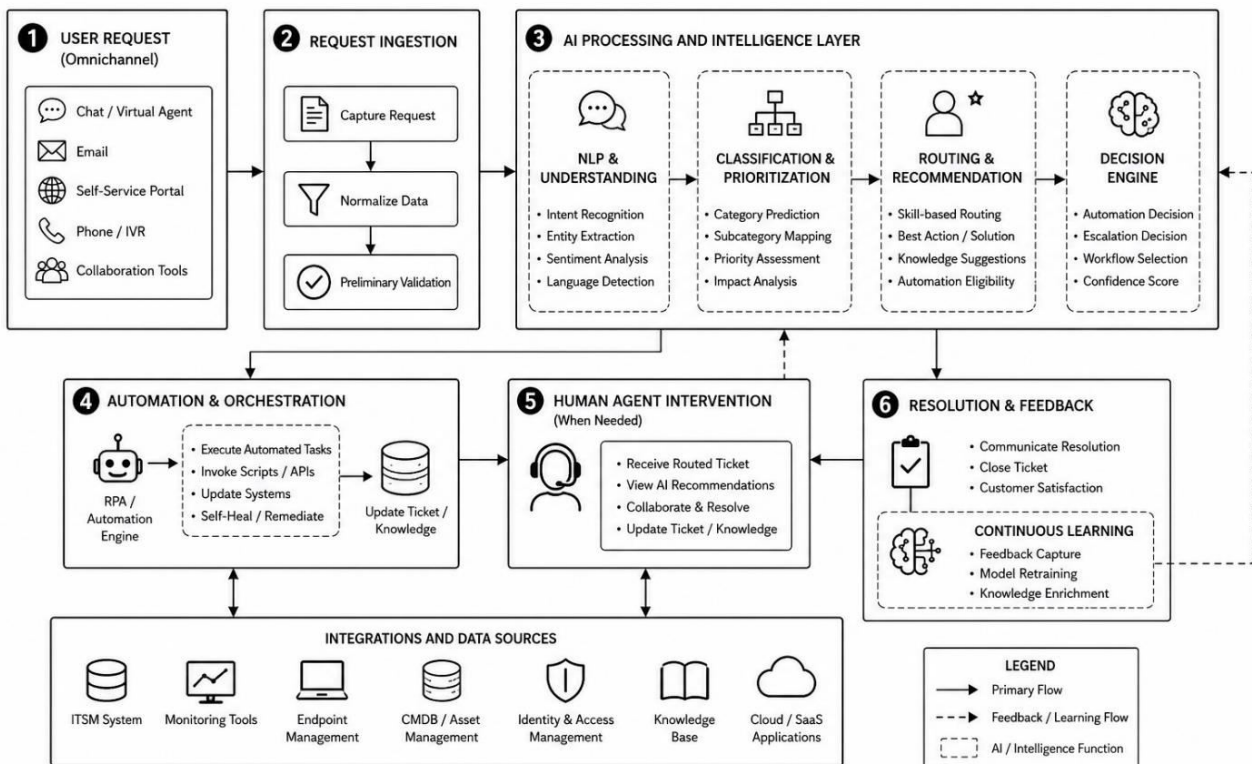 1 USER REQUEST
(Omnichannel)
Chat / Virtual Agent
Email
Self-Service Portal
Phone / IVR
Collaboration Tools
2 REQUEST INGESTION
Capture Request
Normalize Data
Preliminary Validation
3 AI PROCESSING AND INTELLIGENCE LAYER
NLP &
UNDERSTANDING
• Intent Recognition
• Entity Extraction
• Sentiment Analysis
• Language Detection
CLASSIFICATION &
PRIORITIZATION
• Category Prediction
• Subcategory Mapping
• Priority Assessment
• Impact Analysis
ROUTING &
RECOMMENDATION
• Skill-based Routing
• Best Action / Solution
• Knowledge Suggestions
• Automation Eligibility
DECISION
ENGINE
• Automation Decision
• Escalation Decision
• Workflow Selection
• Confidence Score
4 AUTOMATION & ORCHESTRATION
RPA /
Automation
Engine
• Execute Automated Tasks
• Invoke Scripts / APIs
• Update Systems
• Self-Heal / Remediate
Update Ticket /
Knowledge
5 HUMAN AGENT INTERVENTION
(When Needed)
• Receive Routed Ticket
• View AI Recommendations
• Collaborate & Resolve
• Update Ticket / Knowledge
6 RESOLUTION & FEEDBACK
• Communicate Resolution
• Close Ticket
• Customer Satisfaction
CONTINUOUS LEARNING
• Feedback Capture
• Model Retraining
• Knowledge Enrichment
INTEGRATIONS AND DATA SOURCES
ITSM System
Monitoring Tools
Endpoint
Management
CMDB / Asset
Management
Identity & Access
Management
Knowledge
Base
Cloud / SaaS
Applications
LEGEND
Primary Flow
Feedback / Learning Flow
AI / Intelligence Function